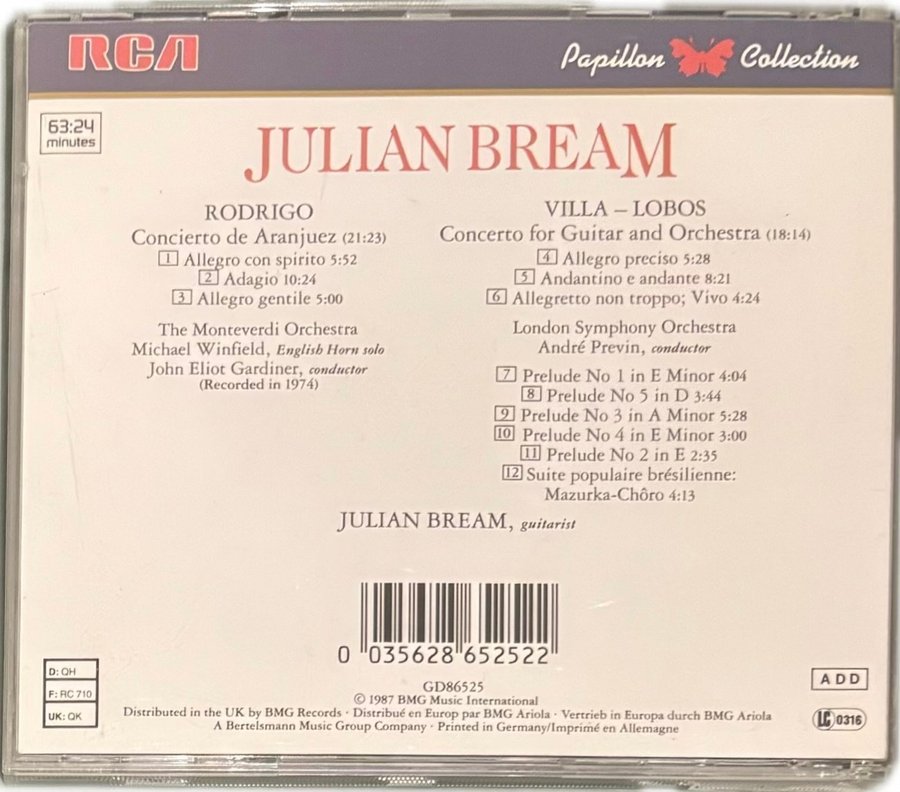 RCA
Papillon Collection
63:24
minutes
JULIAN BREAM
RODRIGO
Concierto de Aranjuez (21:23)
1 Allegro con spirito 5:52
2 Adagio 10:24
3 Allegro gentile 5:00
The Monteverdi Orchestra
Michael Winfield, English Horn solo
John Eliot Gardiner, conductor
(Recorded in 1974)
VILLA – LOBOS
Concerto for Guitar and Orchestra (18:14)
4 Allegro preciso 5:28
5 Andantino e andante 8:21
6 Allegretto non troppo; Vivo 4:24
London Symphony Orchestra
André Previn, conductor
7 Prelude No 1 in E Minor 4:04
8 Prelude No 5 in D 3:44
9 Prelude No 3 in A Minor 5:28
10 Prelude No 4 in E Minor 3:00
11 Prelude No 2 in E 2:35
12 Suite populaire brésilienne:
Mazurka-Chôro 4:13
JULIAN BREAM, guitarist
0 035628 652522
D: QH
F: RC 710
UK: QK
GD86525
℗ 1987 BMG Music International
Distributed in the UK by BMG Records · Distribué en Europ par BMG Ariola · Vertrieb in Europa durch BMG Ariola
A Bertelsmann Music Group Company · Printed in Germany/Imprimé en Allemagne
ADD
LC 0316